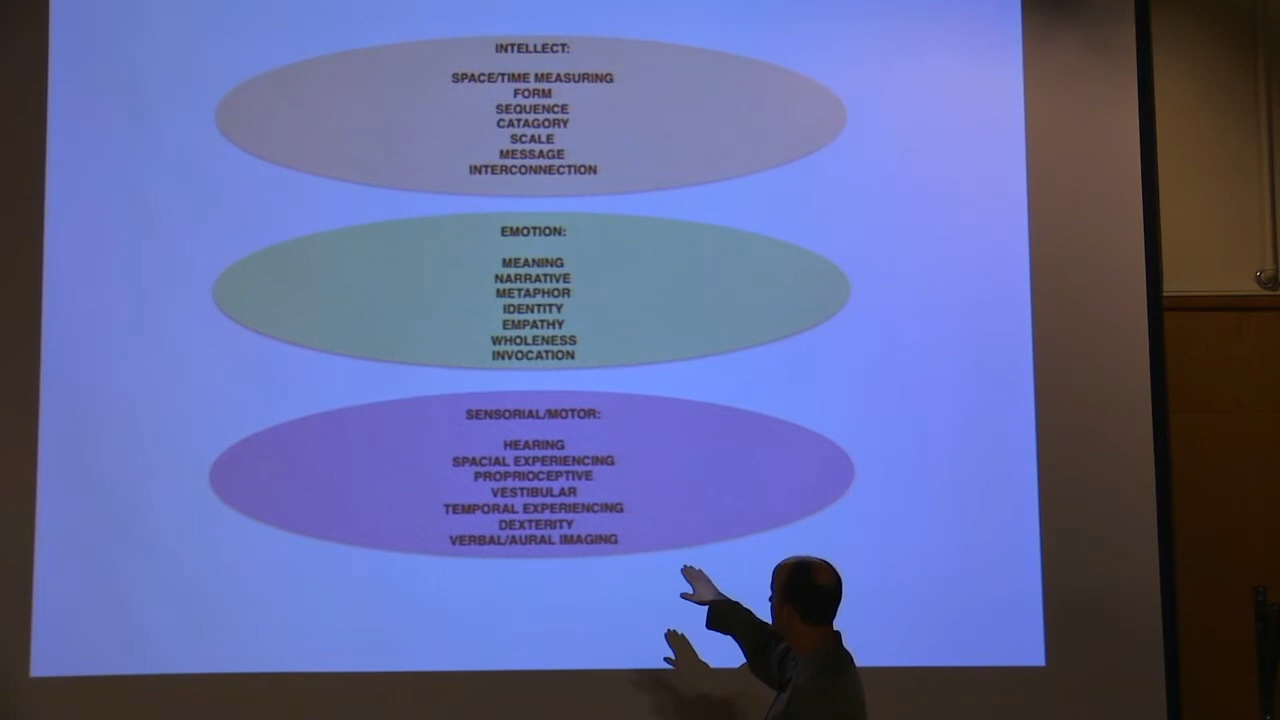 INTELLECT:
SPACE/TIME MEASURING
FORM
SEQUENCE
CATAGORY
SCALE
MESSAGE
INTERCONNECTION
EMOTION:
MEANING
NARRATIVE
METAPHOR
IDENTITY
EMPATHY
WHOLENESS
INVOCATION
SENSORIAL/MOTOR:
HEARING
SPACIAL EXPERIENCING
PROPRIOCEPTIVE
VESTIBULAR
TEMPORAL EXPERIENCING
DEXTERITY
VERBAL/AURAL IMAGING